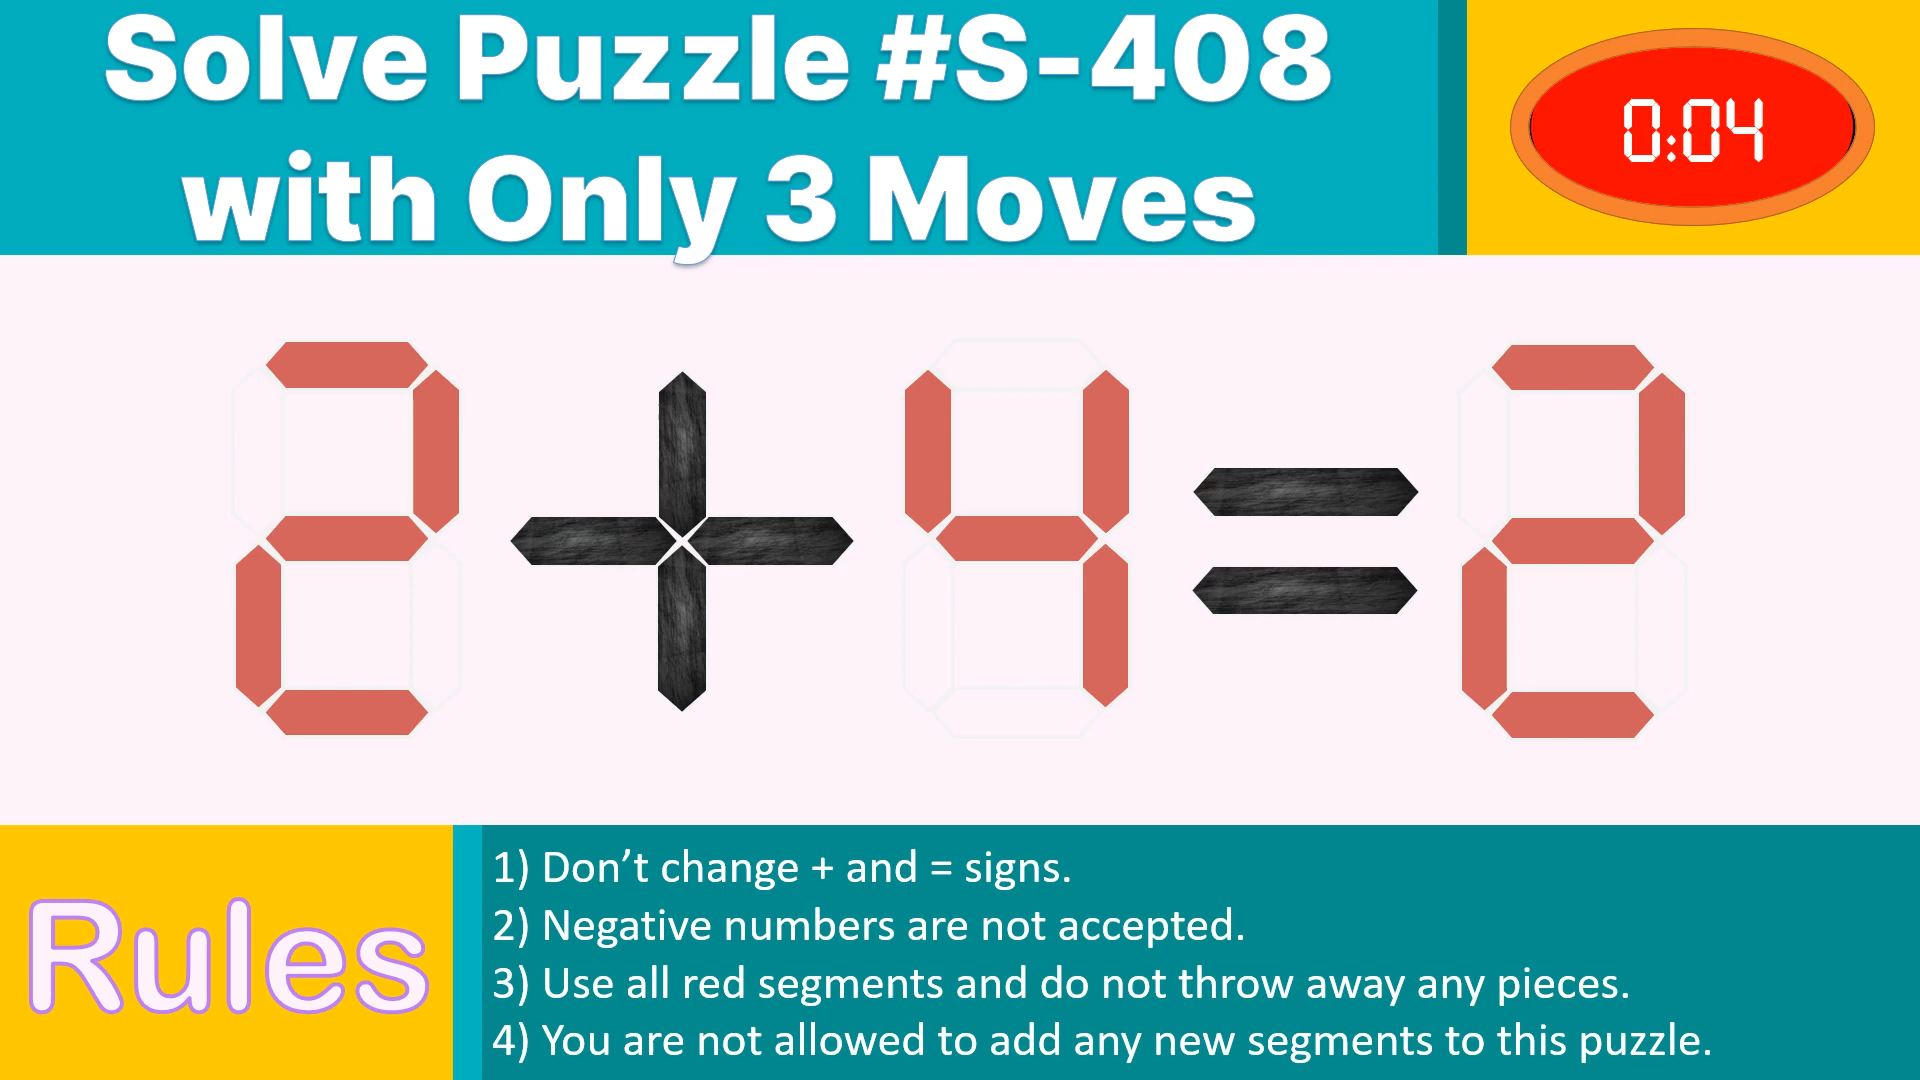 Solve Puzzle #S-408
with Only 3 Moves
0:04
2+4=2
Rules
1) Don’t change + and = signs.
2) Negative numbers are not accepted.
3) Use all red segments and do not throw away any pieces.
4) You are not allowed to add any new segments to this puzzle.